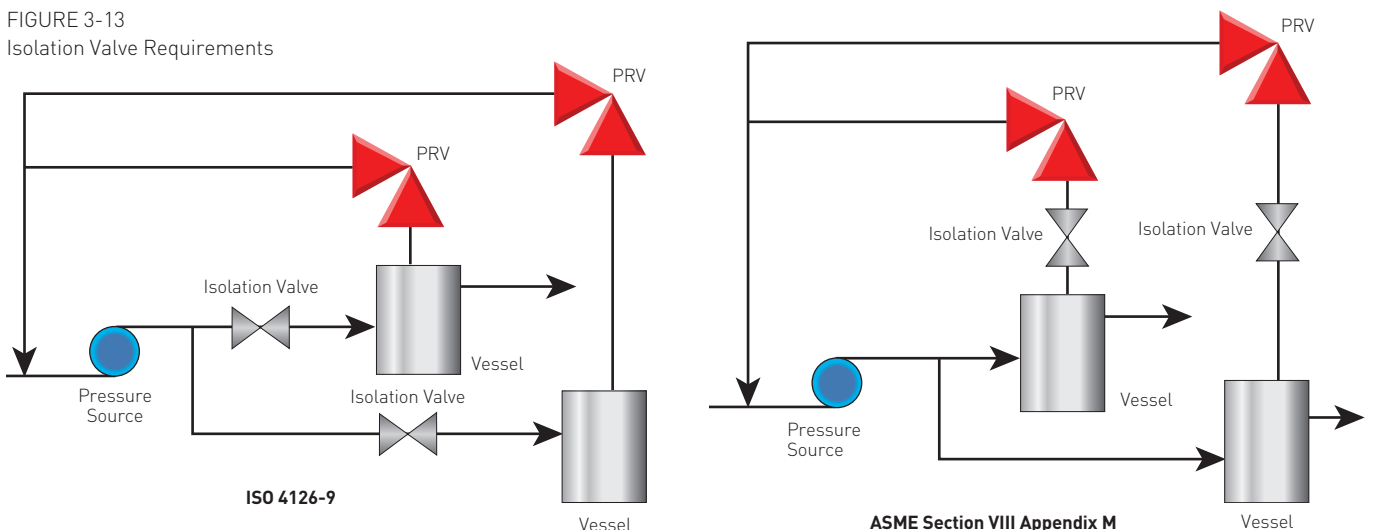 FIGURE 3-13
Isolation Valve Requirements
PRV
PRV
Isolation Valve
Vessel
Pressure
Source
Isolation Valve
ISO 4126-9
Vessel
PRV
PRV
Isolation Valve
Isolation Valve
Vessel
Pressure
Source
ASME Section VIII Appendix M
Vessel